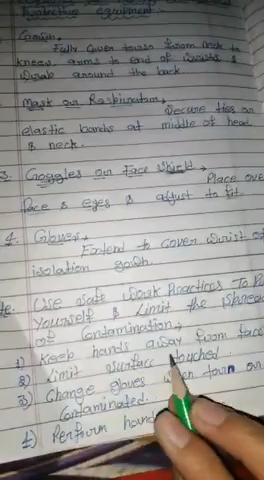 Protective equipment
Gown,
Fully Cover torso from Neck to
knees, arms to End of wrists &
Wrap around the back
Mask or Respirator,
Secure ties or
elastic bands at middle of head
& neck.
3. Goggles or Face Shield →
Place over
face & eyes & adjust to fit.
4. Gloves,
Extend to cover wrist of
isolation gown.
Use Safe Work Practices To
Yourself & Limit the Spread
of Contamination,
1) Keep hands away from face
2) Limit surface touched.
3) Change gloves when torn or
Contaminated.
4) Perform hand